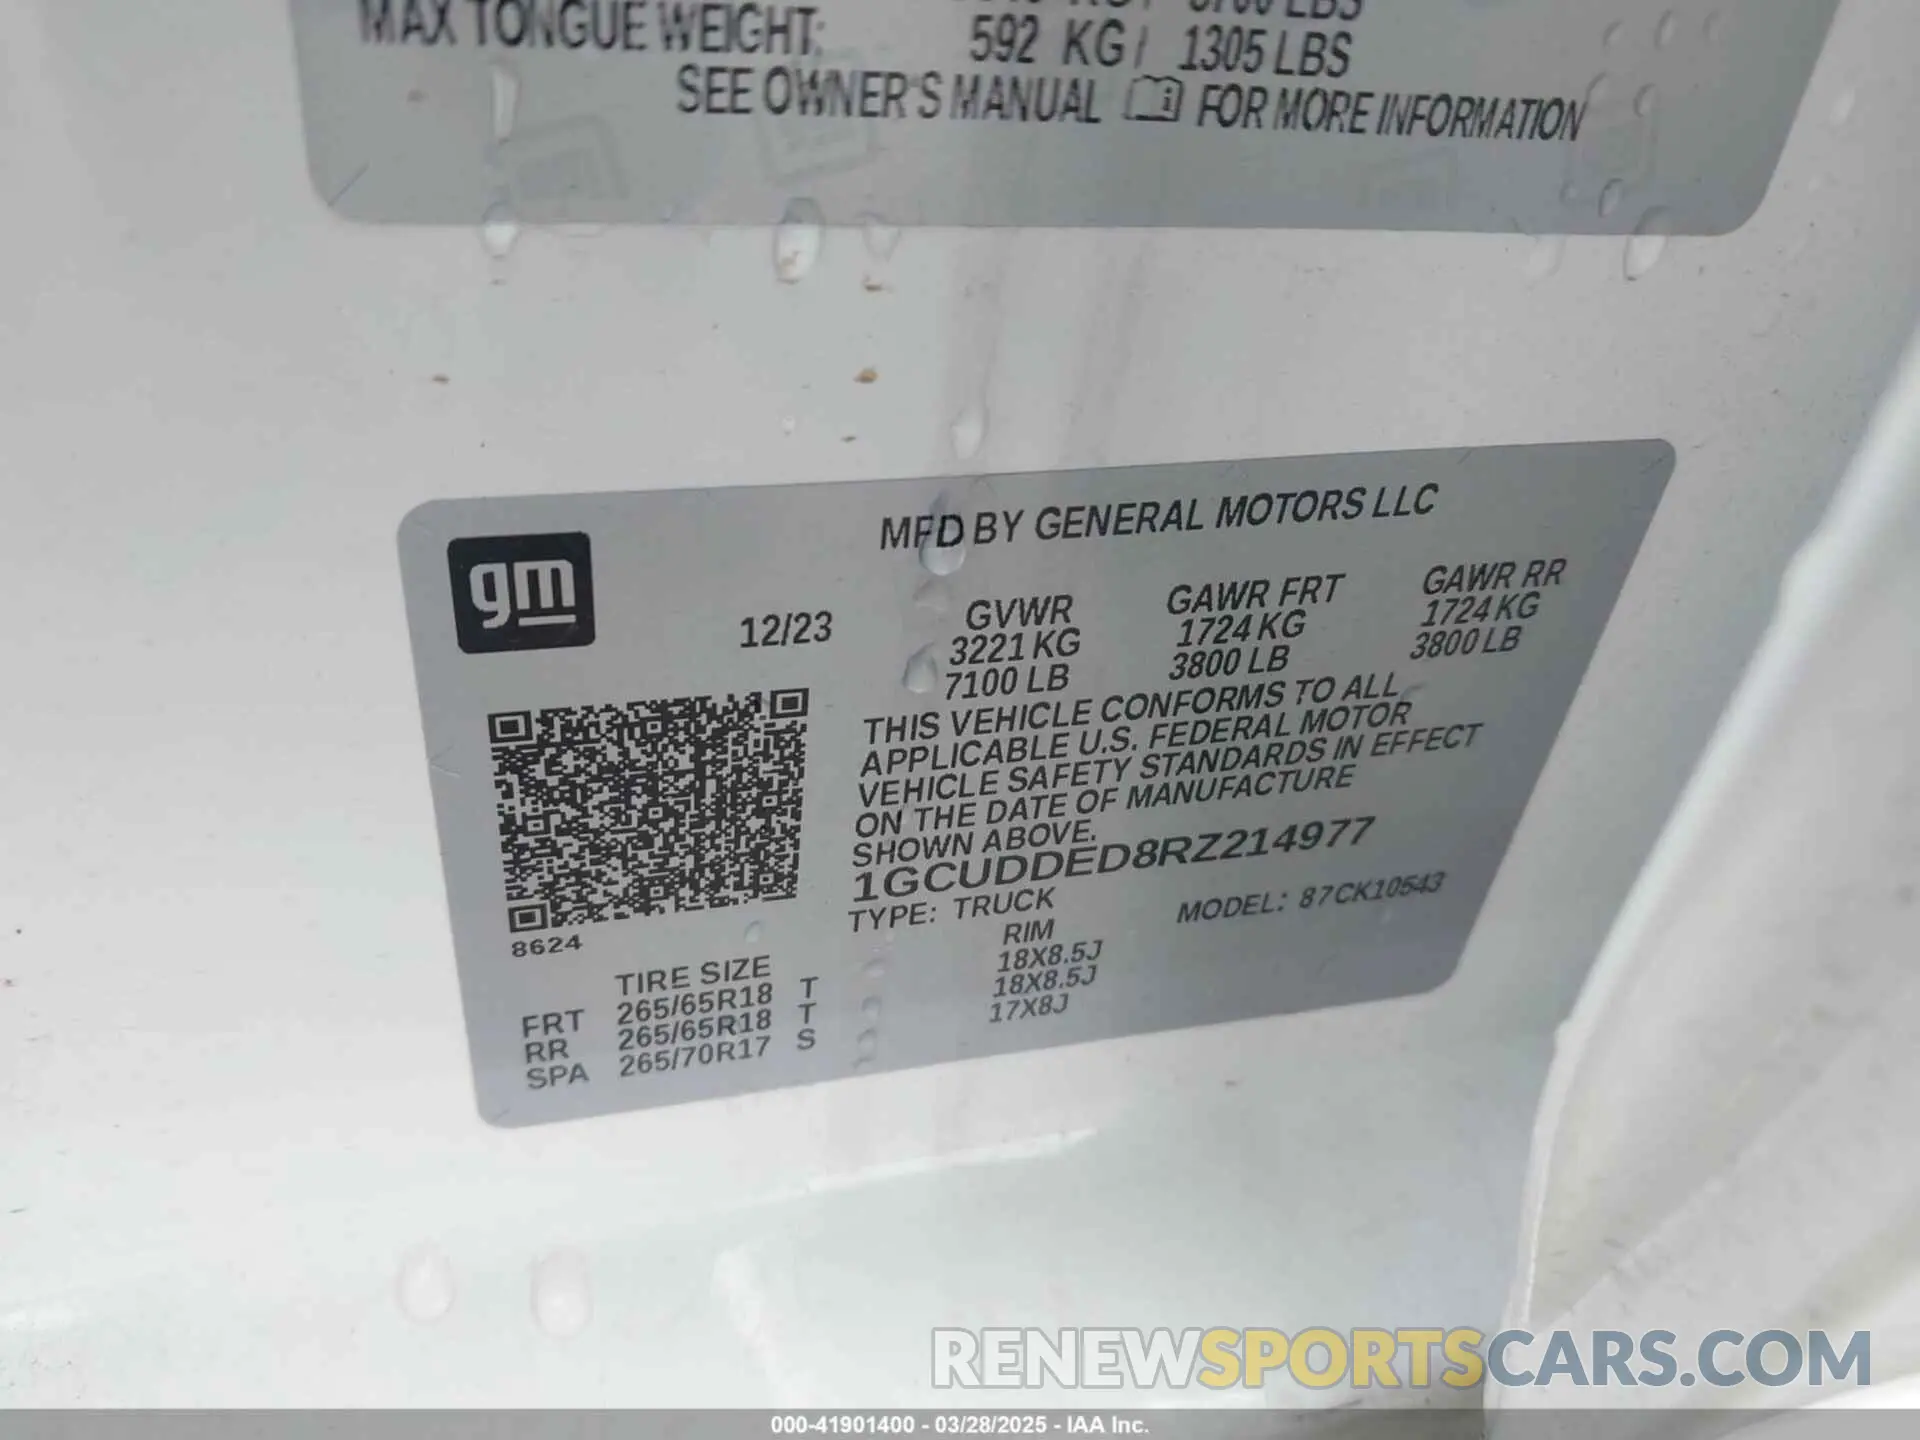 MAX TONGUE WEIGHT: 592 KG / 1305 LBS
SEE OWNER'S MANUAL FOR MORE INFORMATION
gm
MFD BY GENERAL MOTORS LLC
12/23
GVWR GAWR FRT GAWR RR
3221 KG 1724 KG 1724 KG
7100 LB 3800 LB 3800 LB
THIS VEHICLE CONFORMS TO ALL
APPLICABLE U.S. FEDERAL MOTOR
VEHICLE SAFETY STANDARDS IN EFFECT
ON THE DATE OF MANUFACTURE
SHOWN ABOVE.
1GCUDDED8RZ214977
TYPE: TRUCK MODEL: 87CK10543
8624
TIRE SIZE RIM
FRT 265/65R18 T 18X8.5J
RR 265/65R18 T 18X8.5J
SPA 265/70R17 S 17X8J
RENEWSPORTSCARS.COM
000-41901400 - 03/28/2025 - IAA Inc.